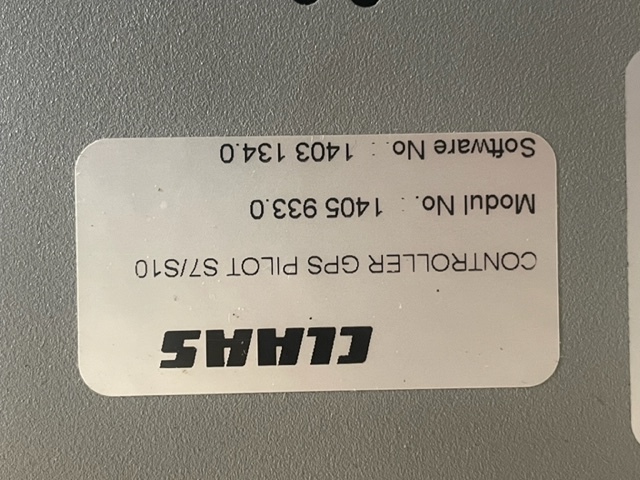 CLAAS
CONTROLLER GPS PILOT S7/S10
Modul No. : 1405 933.0
Software No. : 1403 134.0